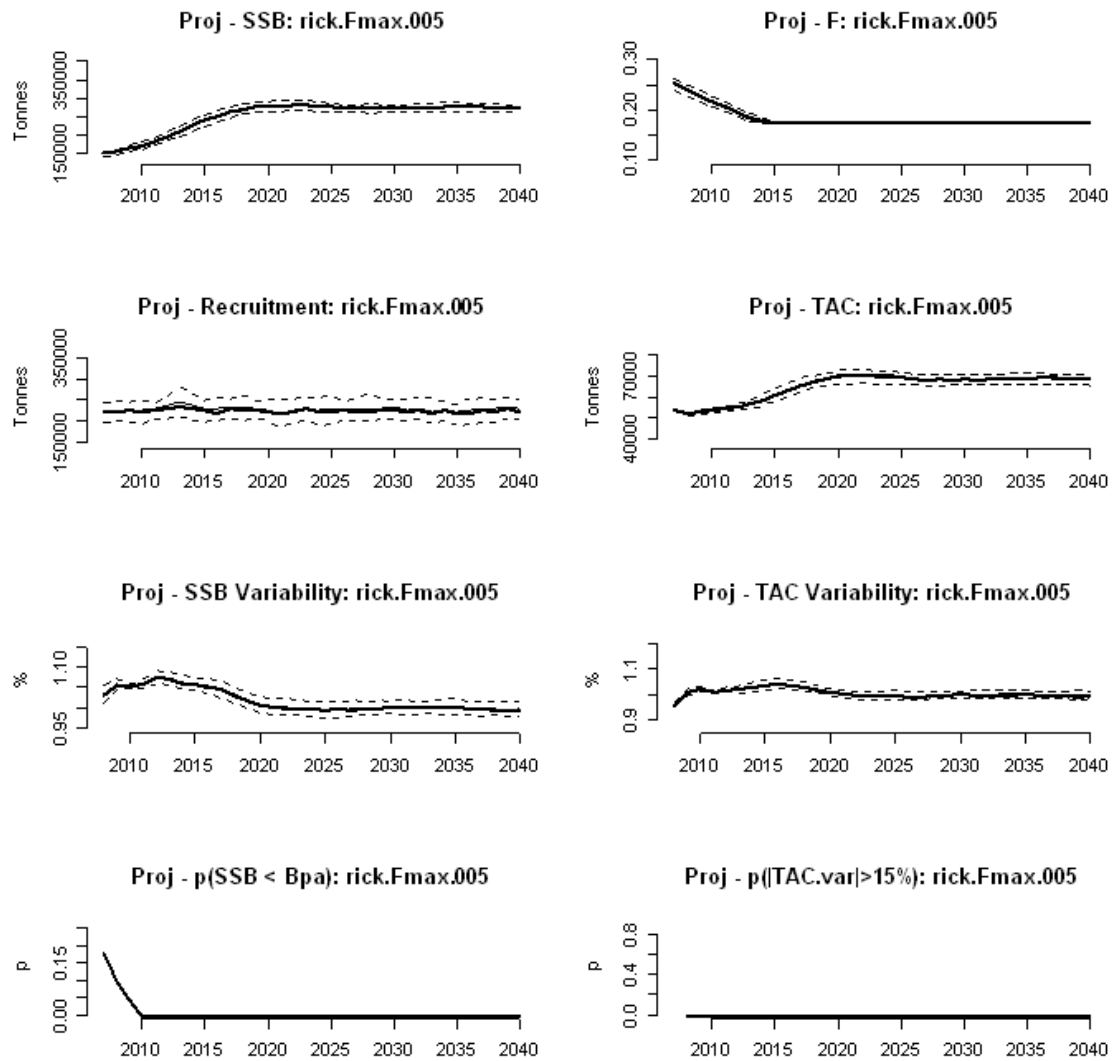 Proj - SSB: rick.Fmax.005
Tonnes
150000 350000
2010 2015 2020 2025 2030 2035 2040
Proj - F: rick.Fmax.005
0.10 0.20 0.30
2010 2015 2020 2025 2030 2035 2040
Proj - Recruitment: rick.Fmax.005
Tonnes
150000 350000
2010 2015 2020 2025 2030 2035 2040
Proj - TAC: rick.Fmax.005
Tonnes
40000 70000
2010 2015 2020 2025 2030 2035 2040
Proj - SSB Variability: rick.Fmax.005
%
0.95 1.10
2010 2015 2020 2025 2030 2035 2040
Proj - TAC Variability: rick.Fmax.005
%
0.9 1.1
2010 2015 2020 2025 2030 2035 2040
Proj - p(SSB < Bpa): rick.Fmax.005
p
0.00 0.15
2010 2015 2020 2025 2030 2035 2040
Proj - p(|TAC.var|>15%): rick.Fmax.005
p
0.0 0.4 0.8
2010 2015 2020 2025 2030 2035 2040